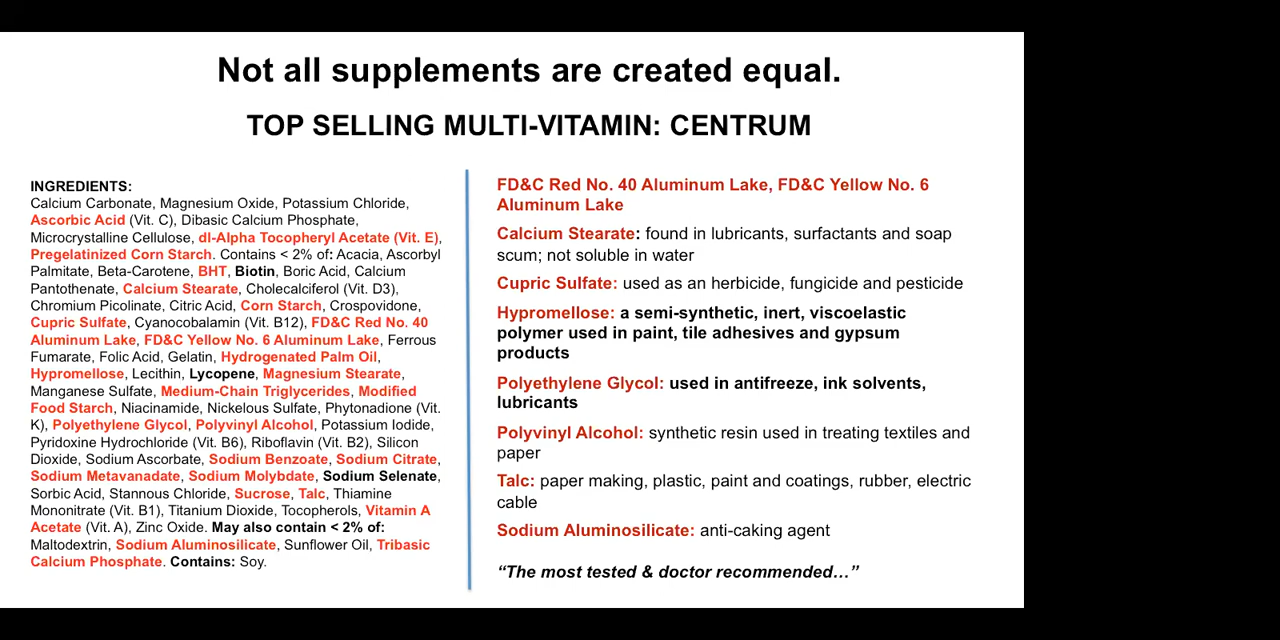 Not all supplements are created equal.
TOP SELLING MULTI-VITAMIN: CENTRUM
INGREDIENTS:
Calcium Carbonate, Magnesium Oxide, Potassium Chloride,
Ascorbic Acid (Vit. C), Dibasic Calcium Phosphate,
Microcrystalline Cellulose, dl-Alpha Tocopheryl Acetate (Vit. E),
Pregelatinized Corn Starch. Contains < 2% of: Acacia, Ascorbyl
Palmitate, Beta-Carotene, BHT, Biotin, Boric Acid, Calcium
Pantothenate, Calcium Stearate, Cholecalciferol (Vit. D3),
Chromium Picolinate, Citric Acid, Corn Starch, Crospovidone,
Cupric Sulfate, Cyanocobalamin (Vit. B12), FD&C Red No. 40
Aluminum Lake, FD&C Yellow No. 6 Aluminum Lake, Ferrous
Fumarate, Folic Acid, Gelatin, Hydrogenated Palm Oil,
Hypromellose, Lecithin, Lycopene, Magnesium Stearate,
Manganese Sulfate, Medium-Chain Triglycerides, Modified
Food Starch, Niacinamide, Nickelous Sulfate, Phytonadione (Vit.
K), Polyethylene Glycol, Polyvinyl Alcohol, Potassium Iodide,
Pyridoxine Hydrochloride (Vit. B6), Riboflavin (Vit. B2), Silicon
Dioxide, Sodium Ascorbate, Sodium Benzoate, Sodium Citrate,
Sodium Metavanadate, Sodium Molybdate, Sodium Selenate,
Sorbic Acid, Stannous Chloride, Sucrose, Talc, Thiamine
Mononitrate (Vit. B1), Titanium Dioxide, Tocopherols, Vitamin A
Acetate (Vit. A), Zinc Oxide. May also contain < 2% of:
Maltodextrin, Sodium Aluminosilicate, Sunflower Oil, Tribasic
Calcium Phosphate. Contains: Soy.
FD&C Red No. 40 Aluminum Lake, FD&C Yellow No. 6
Aluminum Lake
Calcium Stearate: found in lubricants, surfactants and soap
scum; not soluble in water
Cupric Sulfate: used as an herbicide, fungicide and pesticide
Hypromellose: a semi-synthetic, inert, viscoelastic
polymer used in paint, tile adhesives and gypsum
products
Polyethylene Glycol: used in antifreeze, ink solvents,
lubricants
Polyvinyl Alcohol: synthetic resin used in treating textiles and
paper
Talc: paper making, plastic, paint and coatings, rubber, electric
cable
Sodium Aluminosilicate: anti-caking agent
“The most tested & doctor recommended…”